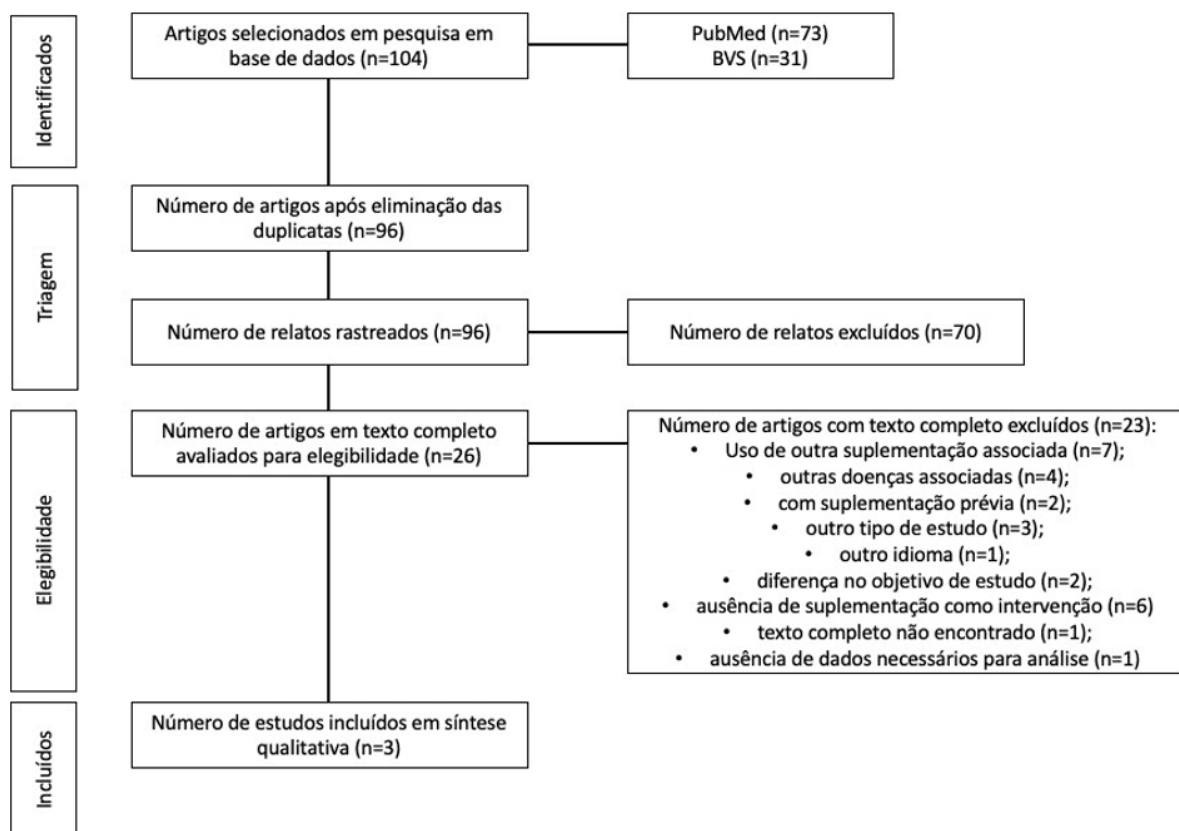 Identificados
Artigos selecionados em pesquisa em
base de dados (n=104)
PubMed (n=73)
BVS (n=31)
Triagem
Número de artigos após eliminação das
duplicatas (n=96)
Número de relatos rastreados (n=96)
Número de relatos excluídos (n=70)
Elegibilidade
Número de artigos em texto completo
avaliados para elegibilidade (n=26)
Número de artigos com texto completo excluídos (n=23):
• Uso de outra suplementação associada (n=7);
• outras doenças associadas (n=4);
• com suplementação prévia (n=2);
• outro tipo de estudo (n=3);
• outro idioma (n=1);
• diferença no objetivo de estudo (n=2);
• ausência de suplementação como intervenção (n=6)
• texto completo não encontrado (n=1);
• ausência de dados necessários para análise (n=1)
Incluídos
Número de estudos incluídos em síntese
qualitativa (n=3)